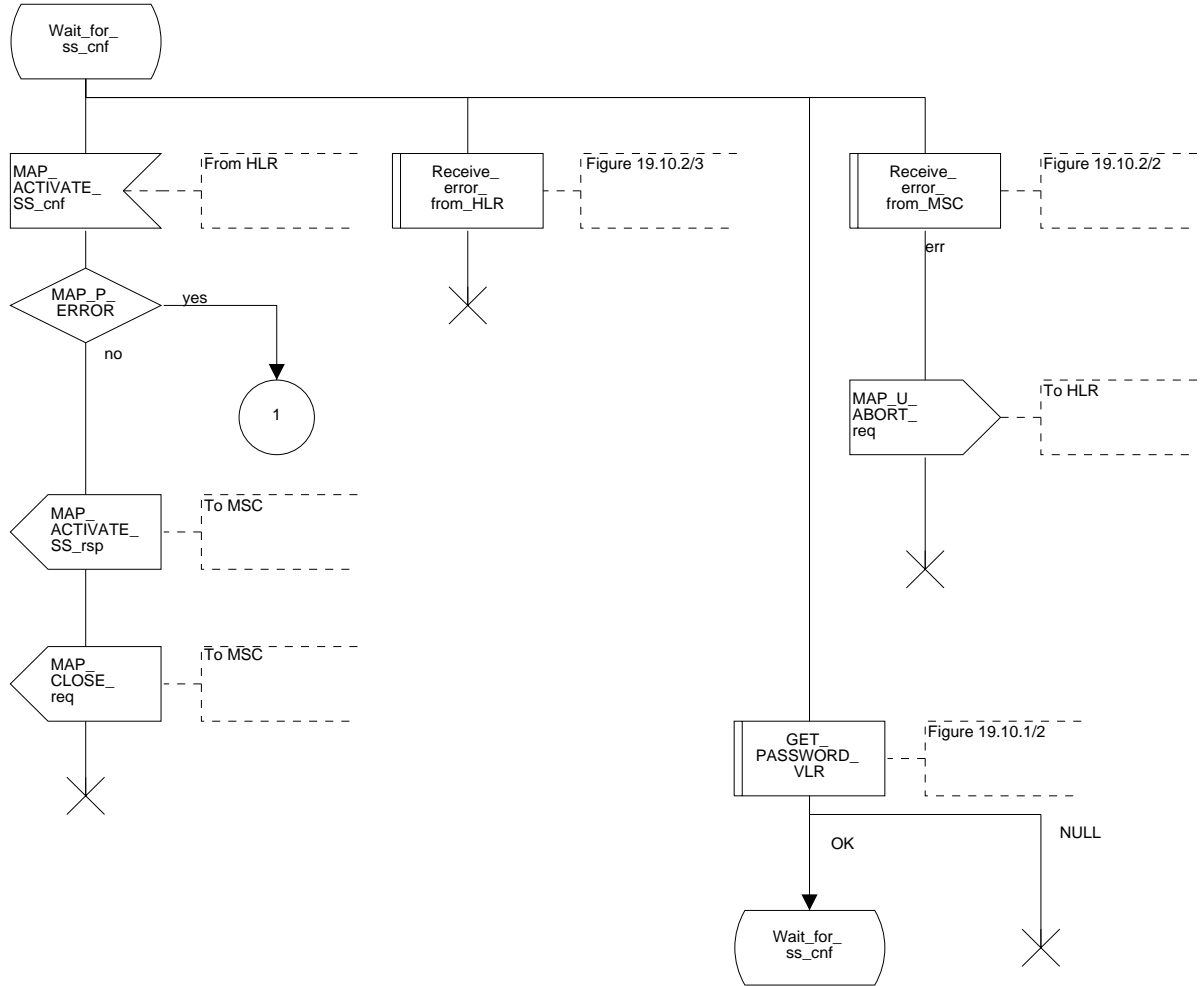 Wait_for_
ss_cnf
MAP_
ACTIVATE_
SS_cnf
From HLR
Receive_
error_
from_HLR
Figure 19.10.2/3
Receive_
error_
from_MSC
Figure 19.10.2/2
err
MAP_P_
ERROR
yes
no
1
MAP_U_
ABORT_
req
To HLR
MAP_
ACTIVATE_
SS_rsp
To MSC
MAP_
CLOSE_
req
To MSC
GET_
PASSWORD_
VLR
Figure 19.10.1/2
OK
NULL
Wait_for_
ss_cnf